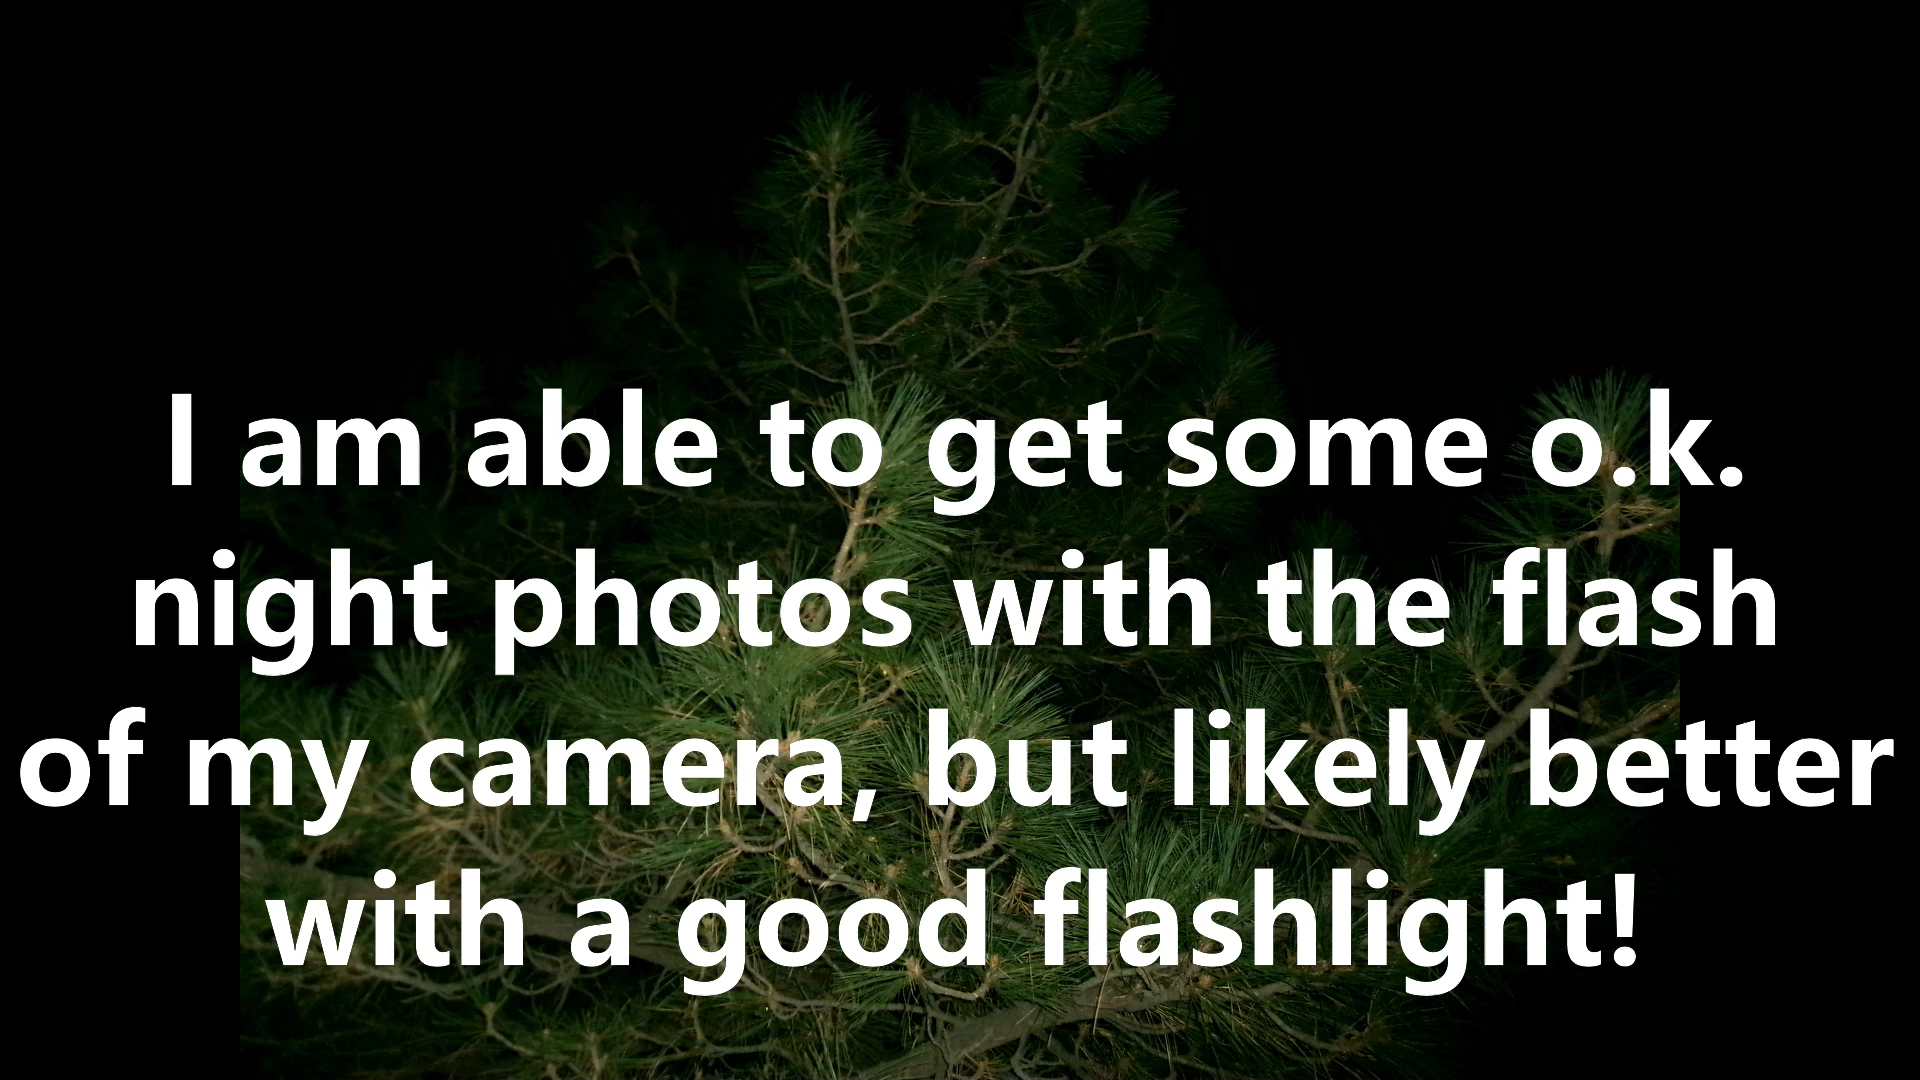 I am able to get some o.k.
night photos with the flash
of my camera, but likely better
with a good flashlight!